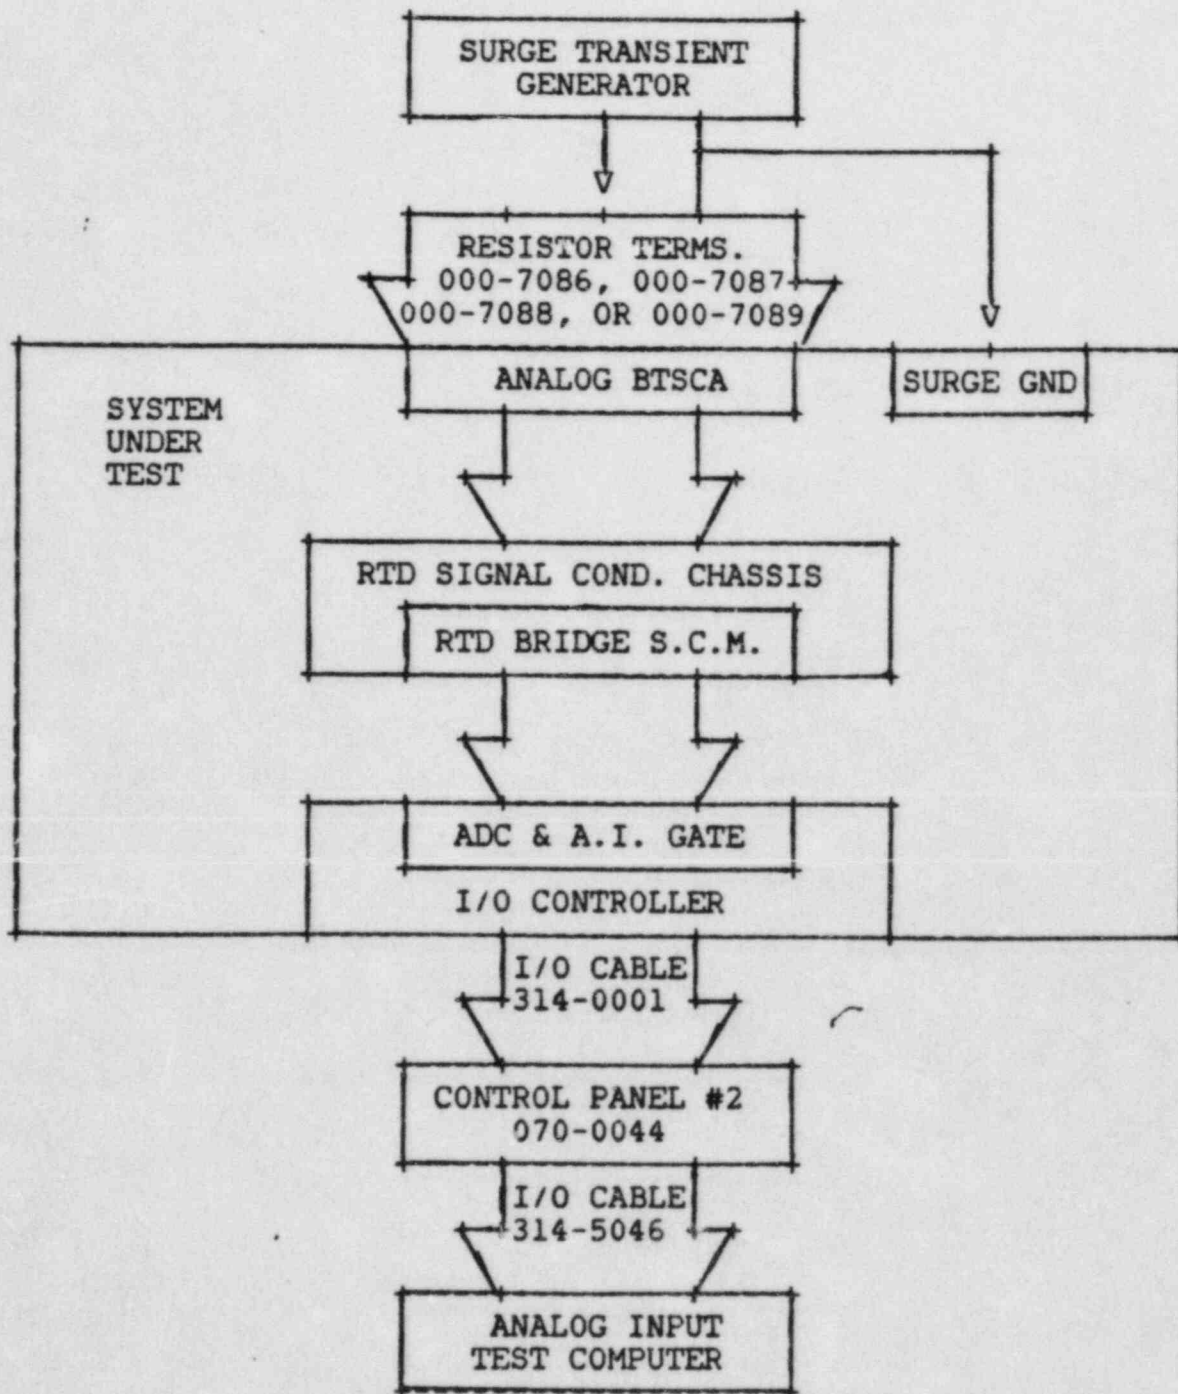 SURGE TRANSIENT
GENERATOR
RESISTOR TERMS.
000-7086, 000-7087
000-7088, OR 000-7089
ANALOG BTSCA
SURGE GND
SYSTEM
UNDER
TEST
RTD SIGNAL COND. CHASSIS
RTD BRIDGE S.C.M.
ADC & A.I. GATE
I/O CONTROLLER
I/O CABLE
314-0001
CONTROL PANEL #2
070-0044
I/O CABLE
314-5046
ANALOG INPUT
TEST COMPUTER